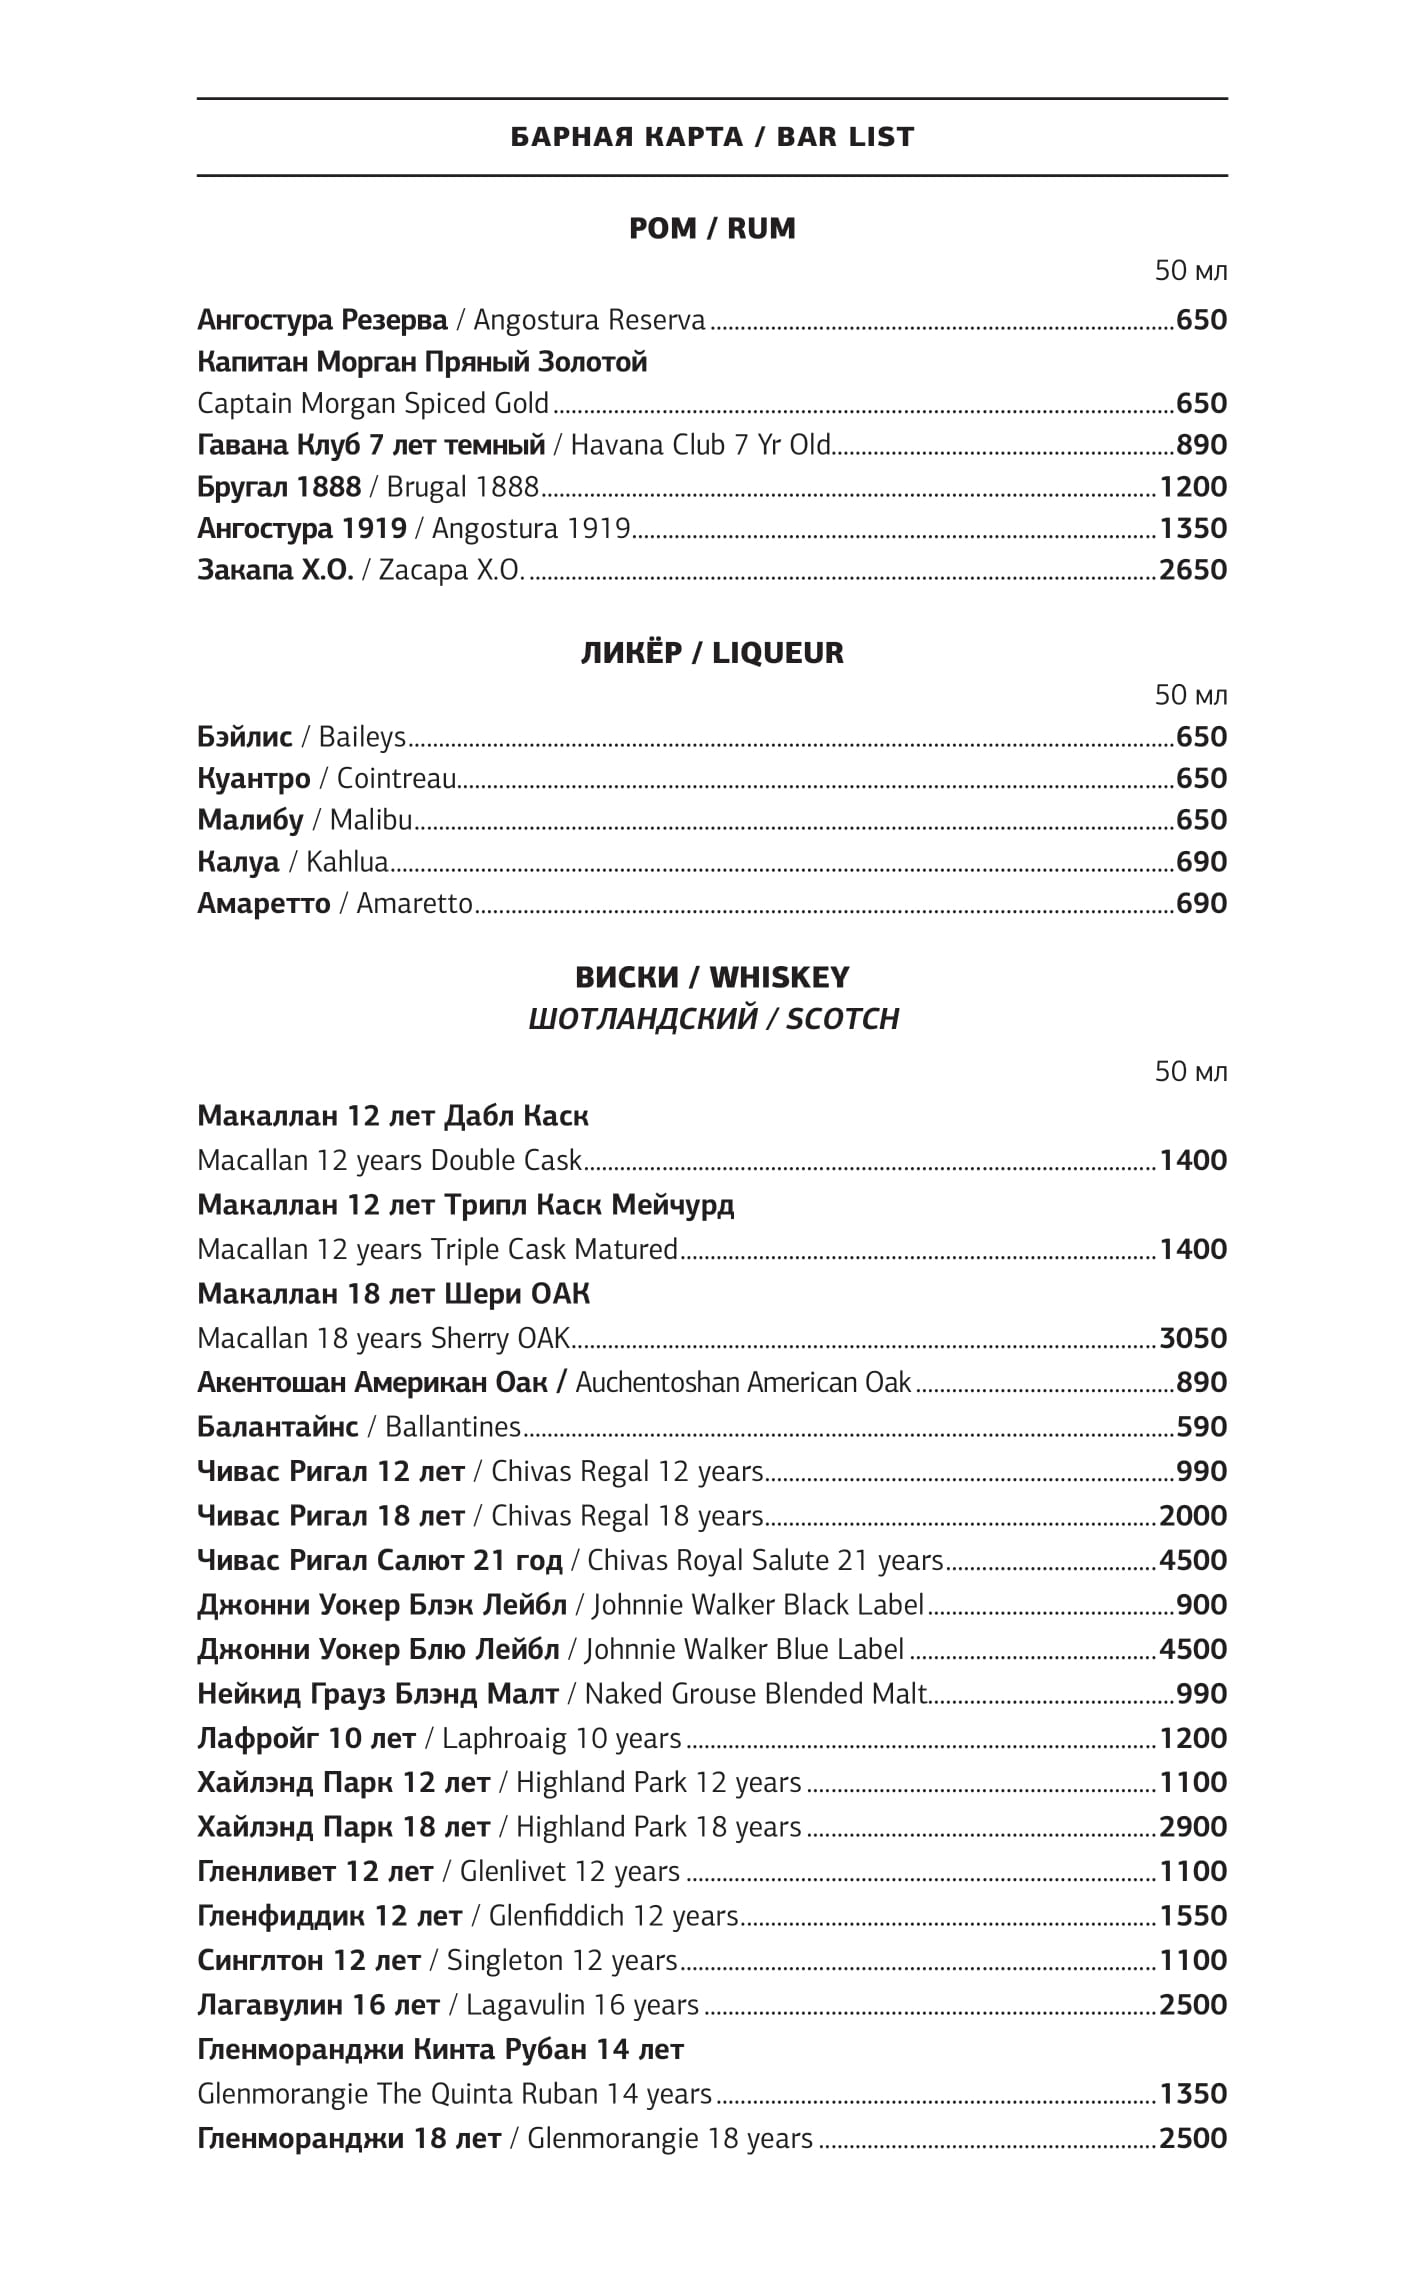 БАРНАЯ КАРТА / BAR LIST
РОМ / RUM
50 мл
Ангостура Резерва / Angostura Reserva 650
Капитан Морган Пряный Золотой
Captain Morgan Spiced Gold 650
Гавана Клуб 7 лет темный / Havana Club 7 Yr Old 890
Бругал 1888 / Brugal 1888 1200
Ангостура 1919 / Angostura 1919 1350
Закапа Х.О. / Zacapa X.O. 2650
ЛИКЁР / LIQUEUR
50 мл
Бэйлис / Baileys 650
Куантро / Cointreau 650
Малибу / Malibu 650
Калуа / Kahlua 690
Амаретто / Amaretto 690
ВИСКИ / WHISKEY
ШОТЛАНДСКИЙ / SCOTCH
50 мл
Макаллан 12 лет Дабл Каск
Macallan 12 years Double Cask 1400
Макаллан 12 лет Трипл Каск Мейчурд
Macallan 12 years Triple Cask Matured 1400
Макаллан 18 лет Шери ОАК
Macallan 18 years Sherry OAK 3050
Акентошан Американ Оак / Auchentoshan American Oak 890
Балантайнс / Ballantines 590
Чивас Ригал 12 лет / Chivas Regal 12 years 990
Чивас Ригал 18 лет / Chivas Regal 18 years 2000
Чивас Ригал Салют 21 год / Chivas Royal Salute 21 years 4500
Джонни Уокер Блэк Лейбл / Johnnie Walker Black Label 900
Джонни Уокер Блю Лейбл / Johnnie Walker Blue Label 4500
Нейкид Грауз Блэнд Малт / Naked Grouse Blended Malt 990
Лафройг 10 лет / Laphroaig 10 years 1200
Хайлэнд Парк 12 лет / Highland Park 12 years 1100
Хайлэнд Парк 18 лет / Highland Park 18 years 2900
Гленливет 12 лет / Glenlivet 12 years 1100
Гленфиддик 12 лет / Glenfiddich 12 years 1550
Синглтон 12 лет / Singleton 12 years 1100
Лагавулин 16 лет / Lagavulin 16 years 2500
Гленморанджи Кинта Рубан 14 лет
Glenmorangie The Quinta Ruban 14 years 1350
Гленморанджи 18 лет / Glenmorangie 18 years 2500